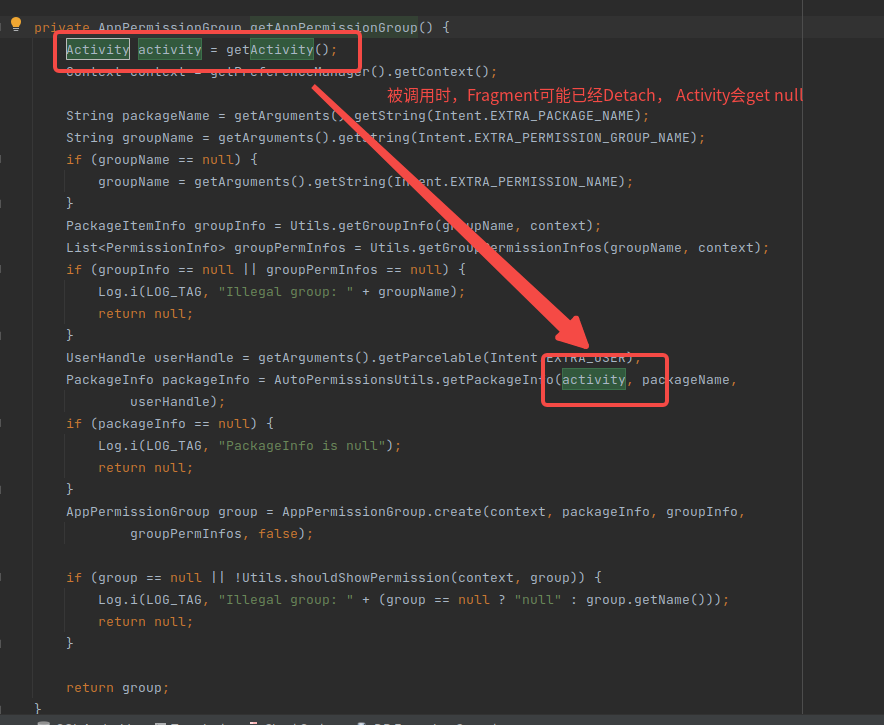 private AppPermissionGroup getAppPermissionGroup() {
Activity activity = getActivity();
Context context = getPreferenceManager().getContext();
被调用时，Fragment可能已经Detach， Activity会get null
String packageName = getArguments().getString(Intent.EXTRA_PACKAGE_NAME);
String groupName = getArguments().getString(Intent.EXTRA_PERMISSION_GROUP_NAME);
if (groupName == null) {
groupName = getArguments().getString(Intent.EXTRA_PERMISSION_NAME);
}
PackageItemInfo groupInfo = Utils.getGroupInfo(groupName, context);
List<PermissionInfo> groupPermInfos = Utils.getGroupPermissionInfos(groupName, context);
if (groupInfo == null || groupPermInfos == null) {
Log.i(LOG_TAG, "Illegal group: " + groupName);
return null;
}
UserHandle userHandle = getArguments().getParcelable(Intent.EXTRA_USER);
PackageInfo packageInfo = AutoPermissionsUtils.getPackageInfo(activity, packageName,
userHandle);
if (packageInfo == null) {
Log.i(LOG_TAG, "PackageInfo is null");
return null;
}
AppPermissionGroup group = AppPermissionGroup.create(context, packageInfo, groupInfo,
groupPermInfos, false);
if (group == null || !Utils.shouldShowPermission(context, group)) {
Log.i(LOG_TAG, "Illegal group: " + (group == null ? "null" : group.getName()));
return null;
}
return group;
}